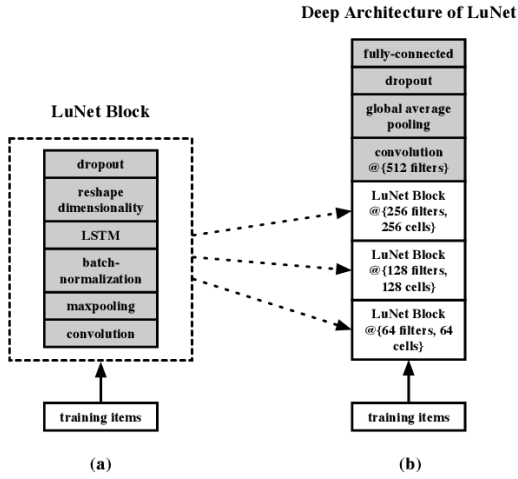 Deep Architecture of LuNet
LuNet Block
dropout
reshape
dimensionality
LSTM
batch-
normalization
maxpooling
convolution
training items
(a)
fully-connected
dropout
global average
pooling
convolution
@{512 filters}
LuNet Block
@{256 filters,
256 cells}
LuNet Block
@{128 filters,
128 cells}
LuNet Block
@{64 filters, 64
cells}
training items
(b)